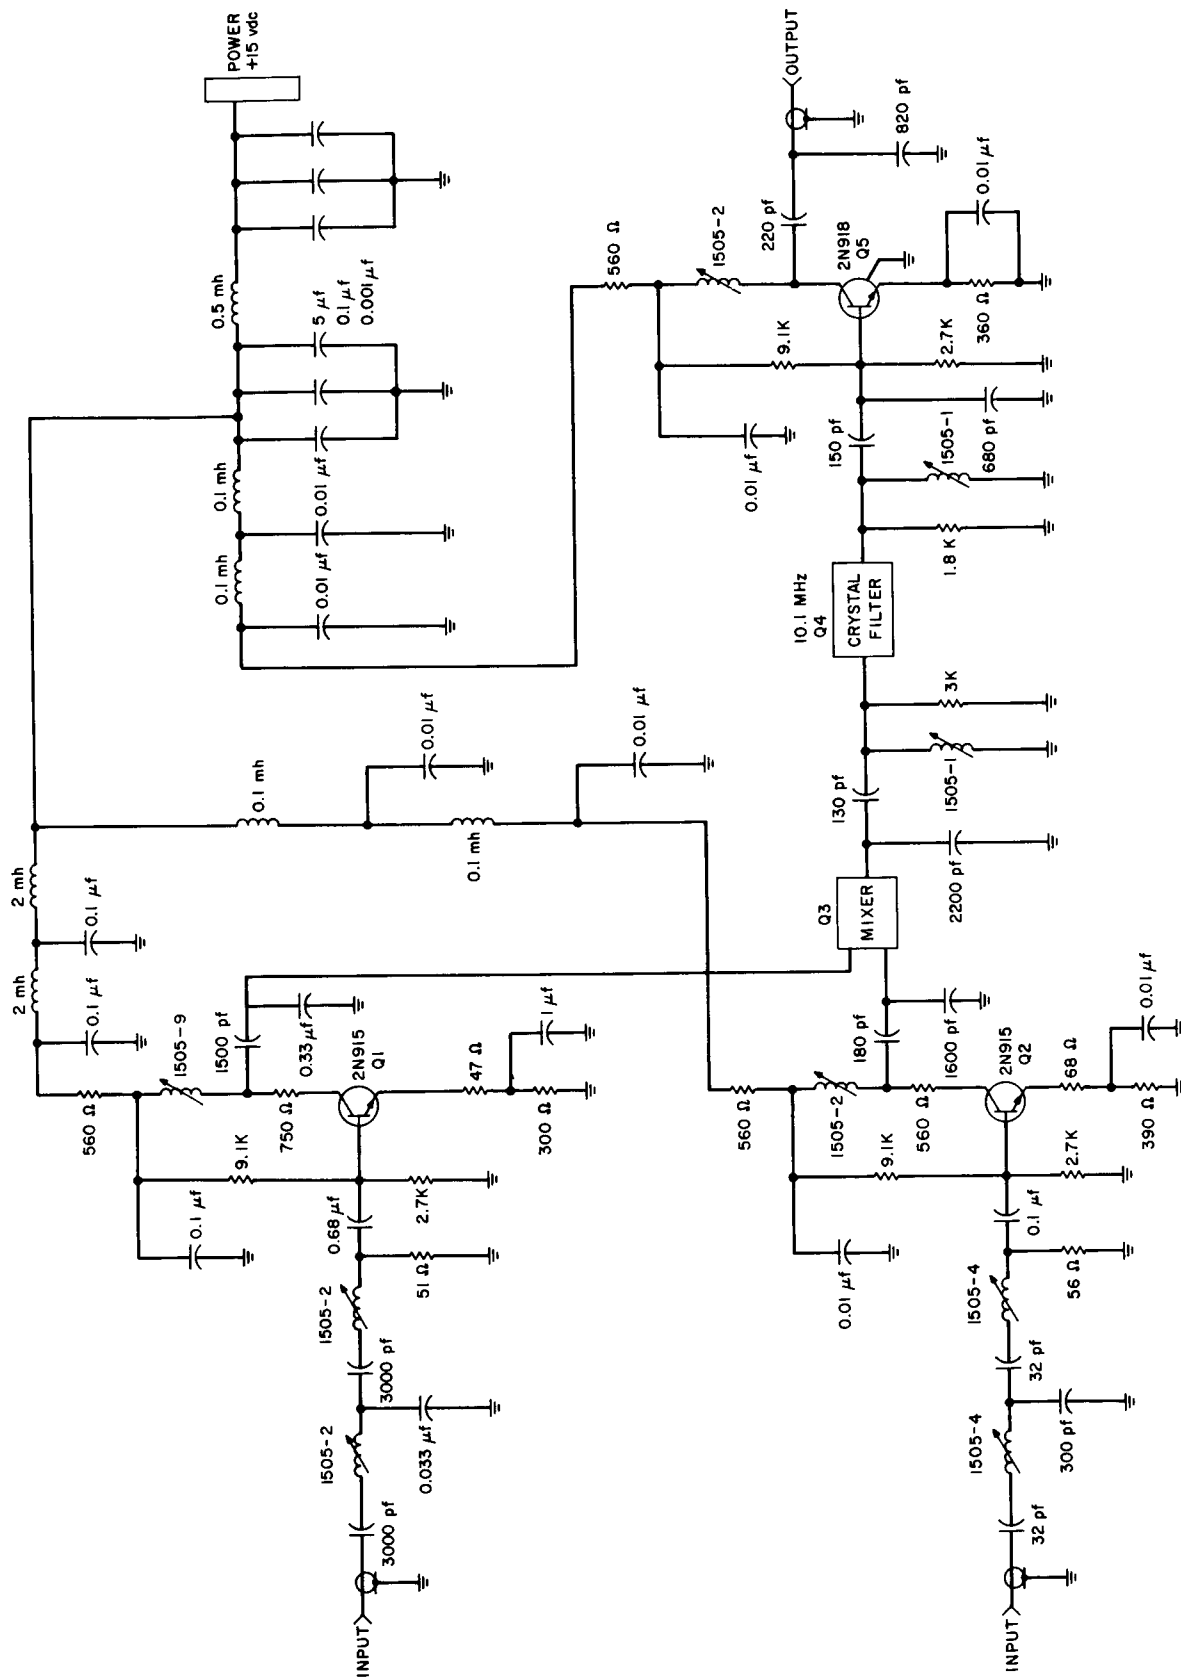 POWER
+15 vdc
0.5 mh
5 µf
0.1 µf
0.001 µf
0.1 mh
0.01 µf
0.1 mh
0.01 µf
2 mh
0.1 µf
2 mh
0.1 µf
0.1 mh
0.01 µf
0.1 mh
0.01 µf
INPUT
3000 pf
1505-2
0.033 µf
3000 pf
1505-2
51 Ω
0.68 µf
0.1 µf
9.1K
2.7K
560 Ω
1505-9
750 Ω
2N915
Q1
47 Ω
300 Ω
1 µf
1500 pf
0.33 µf
INPUT
32 pf
1505-4
300 pf
32 pf
1505-4
56 Ω
0.1 µf
0.01 µf
9.1K
2.7K
560 Ω
1505-2
560 Ω
2N915
Q2
68 Ω
390 Ω
0.01 µf
180 pf
1600 pf
Q3
MIXER
2200 pf
130 pf
1505-1
3K
10.1 MHz
Q4
CRYSTAL
FILTER
1.8 K
1505-1
150 pf
680 pf
0.01 µf
9.1K
2.7K
560 Ω
1505-2
2N918
Q5
360 Ω
0.01 µf
220 pf
820 pf
OUTPUT